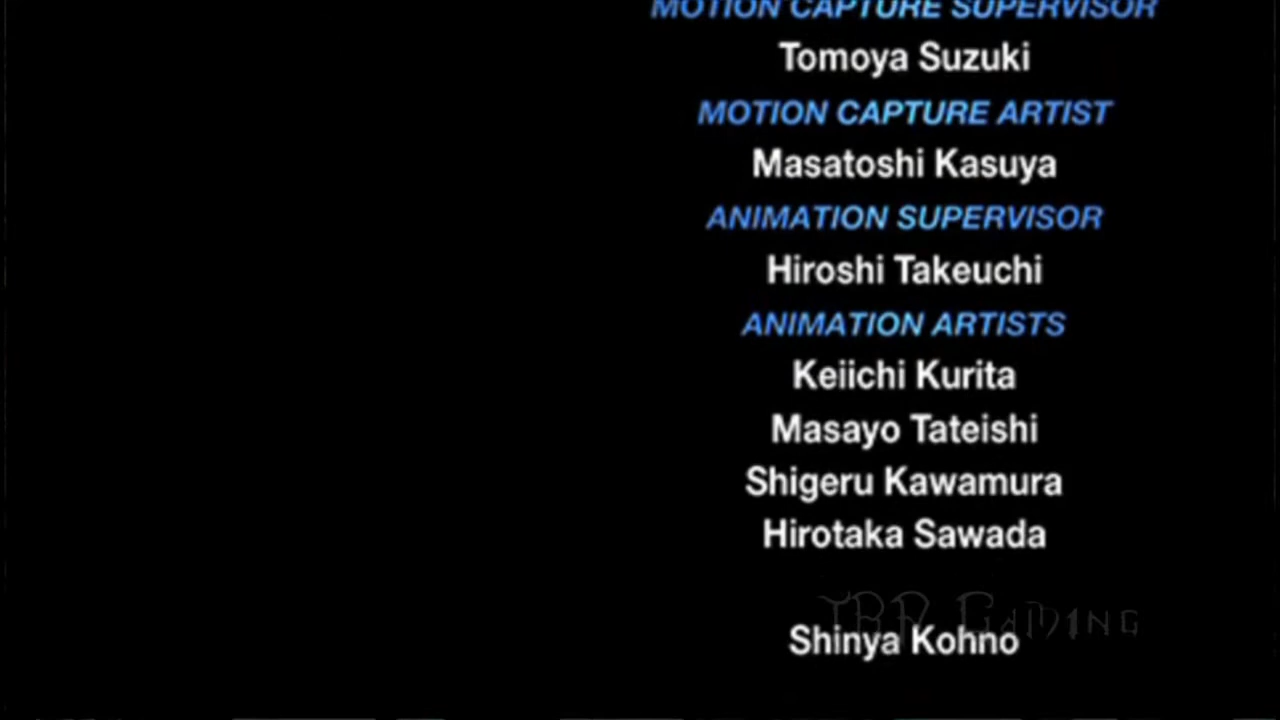 MOTION CAPTURE SUPERVISOR
Tomoya Suzuki
MOTION CAPTURE ARTIST
Masatoshi Kasuya
ANIMATION SUPERVISOR
Hiroshi Takeuchi
ANIMATION ARTISTS
Keiichi Kurita
Masayo Tateishi
Shigeru Kawamura
Hirotaka Sawada
Shinya Kohno